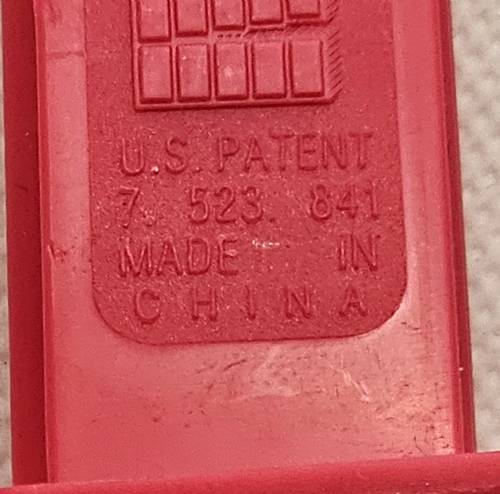 U.S. PATENT
7. 523. 841
MADE IN
CHINA